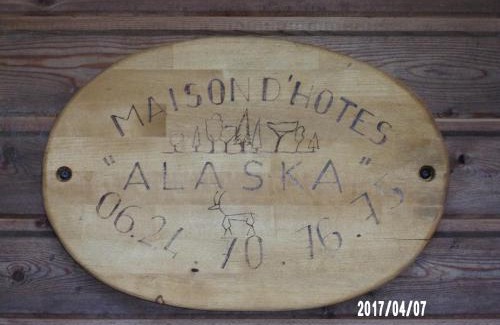 MAISON D'HOTES
"ALASKA"
06.24.70.16.75
2017/04/07